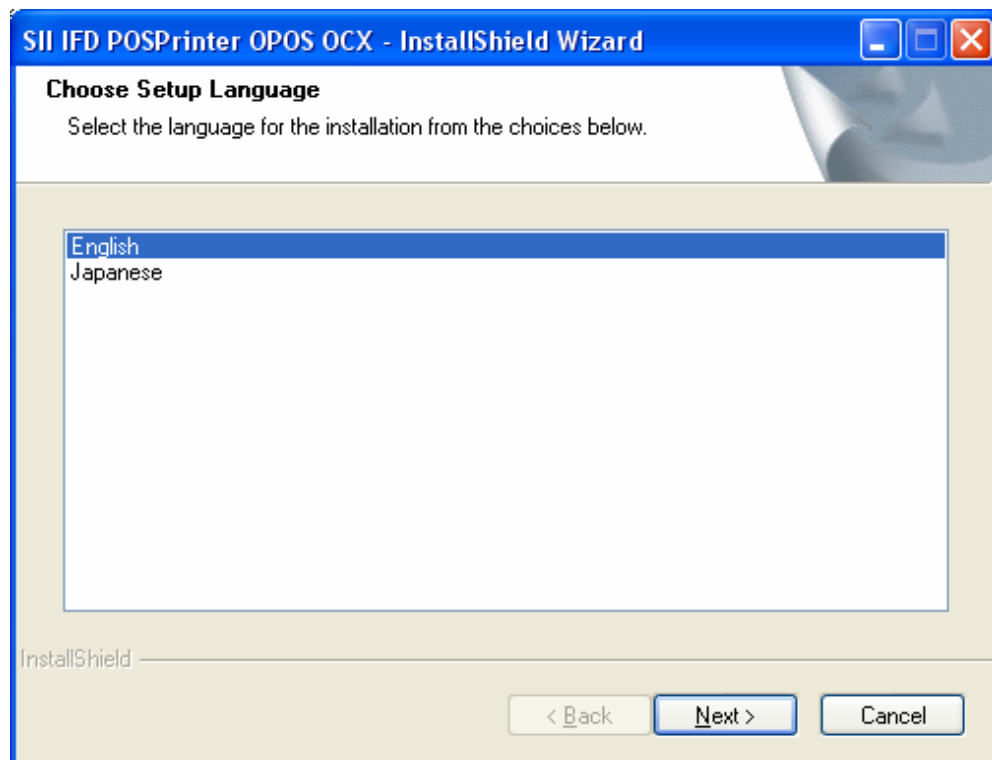 SII IFD POSPrinter OPOS OCX - InstallShield Wizard
Choose Setup Language
Select the language for the installation from the choices below.
English
Japanese
InstallShield
< Back
Next >
Cancel